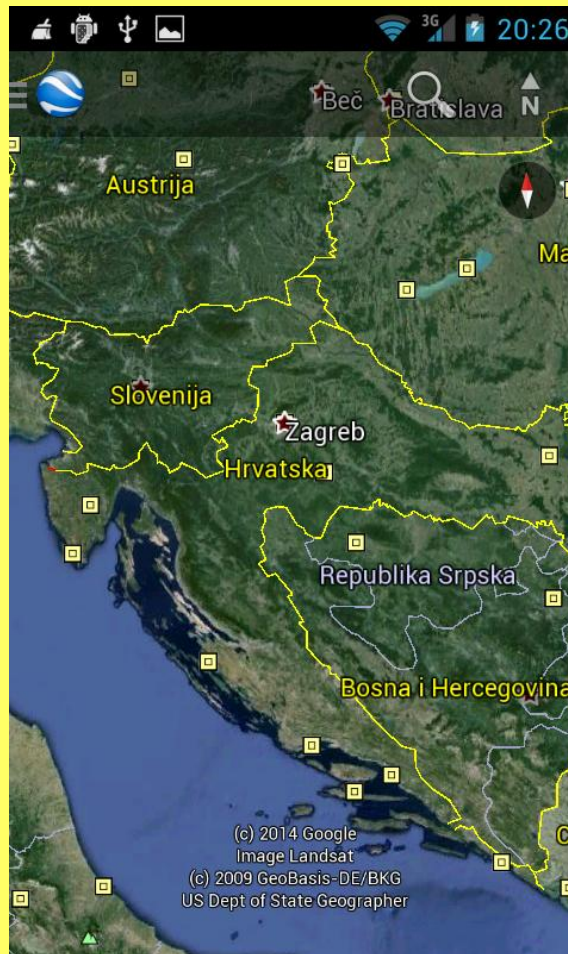 3G
20:26
Beč
Bratislava
N
Austrija
Ma
Slovenija
Zagreb
Hrvatska
Republika Srpska
Bosna i Hercegovina
C
(c) 2014 Google
Image Landsat
(c) 2009 GeoBasis-DE/BKG
US Dept of State Geographer